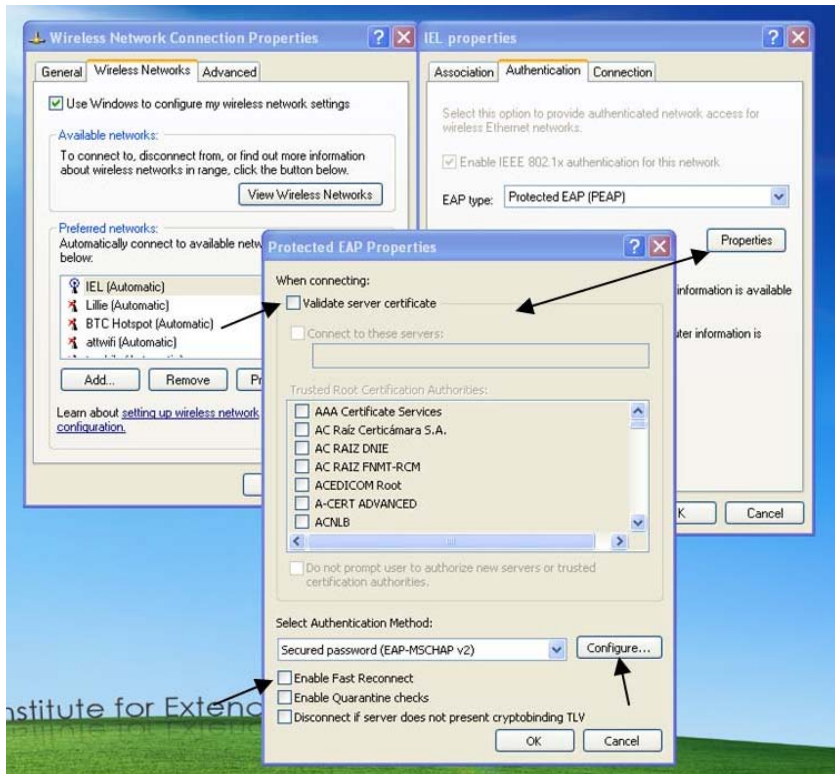 Wireless Network Connection Properties
General Wireless Networks Advanced
Use Windows to configure my wireless network settings
Available networks:
To connect to, disconnect from, or find out more information
about wireless networks in range, click the button below.
View Wireless Networks
Preferred networks:
Automatically connect to available
below:
IEL (Automatic)
Lillie (Automatic)
BTC Hotspot (Automatic)
attwifi (Automatic)
Add... Remove
Learn about setting up wireless network
configuration.
IEL properties
Association Authentication Connection
Select this option to provide authenticated network access for
wireless Ethernet networks.
Enable IEEE 802.1x authentication for this network
EAP type: Protected EAP (PEAP)
Properties
information is available
information is
Cancel
Protected EAP Properties
When connecting:
Validate server certificate
Connect to these servers:
Trusted Root Certification Authorities:
AAA Certificate Services
AC Raíz Certicámara S.A.
AC RAIZ DNIE
AC RAIZ FNMT-RCM
ACEDICOM Root
A-CERT ADVANCED
ACNLB
Do not prompt user to authorize new servers or trusted
certification authorities.
Select Authentication Method:
Secured password (EAP-MSCHAP v2) Configure...
Enable Fast Reconnect
Enable Quarantine checks
Disconnect if server does not present cryptobinding TLV
OK Cancel
nstitute for Extenc